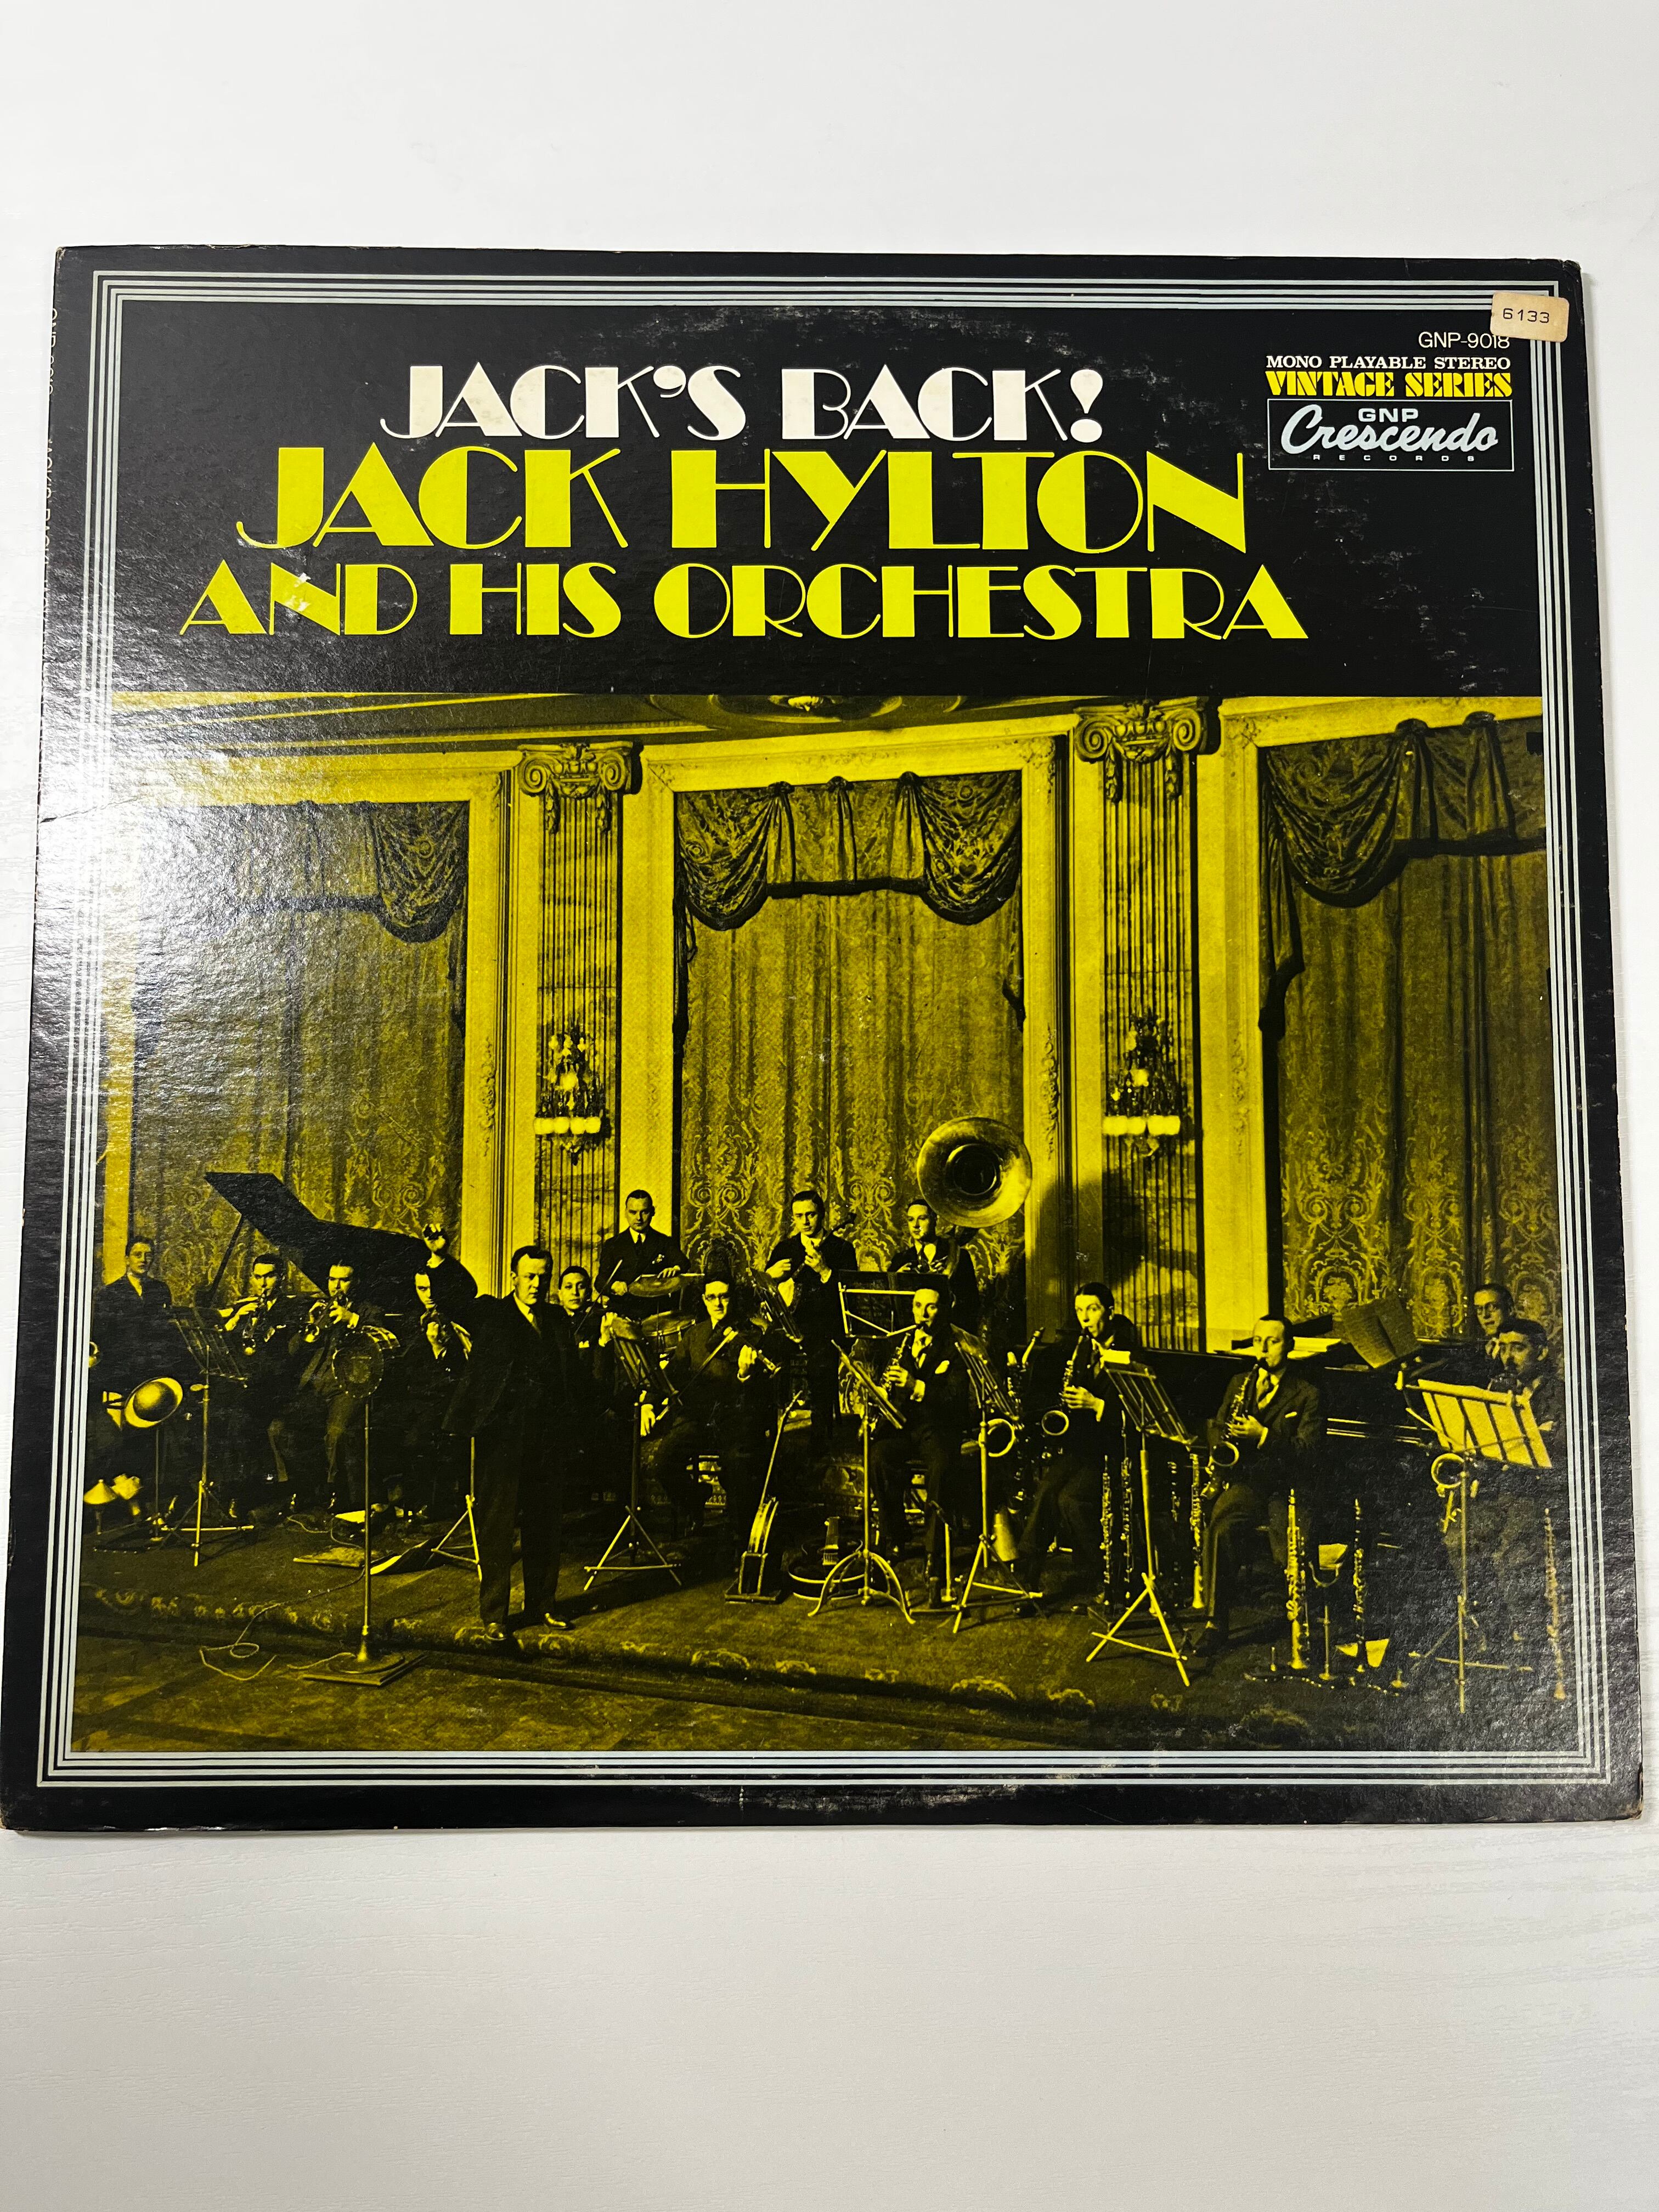 6133
GNP-9018
MONO PLAYABLE STEREO
VINTAGE SERIES
GNP
Crescendo
RECORDS
JACK'S BACK!
JACK HYLTON
AND HIS ORCHESTRA